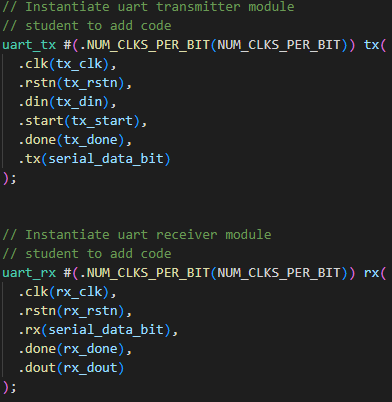 // Instantiate uart transmitter module
// student to add code
uart_tx #(.NUM_CLKS_PER_BIT(NUM_CLKS_PER_BIT)) tx(
  .clk(tx_clk),
  .rstn(tx_rstn),
  .din(tx_din),
  .start(tx_start),
  .done(tx_done),
  .tx(serial_data_bit)
);

// Instantiate uart receiver module
// student to add code
uart_rx #(.NUM_CLKS_PER_BIT(NUM_CLKS_PER_BIT)) rx(
  .clk(rx_clk),
  .rstn(rx_rstn),
  .rx(serial_data_bit),
  .done(rx_done),
  .dout(rx_dout)
);